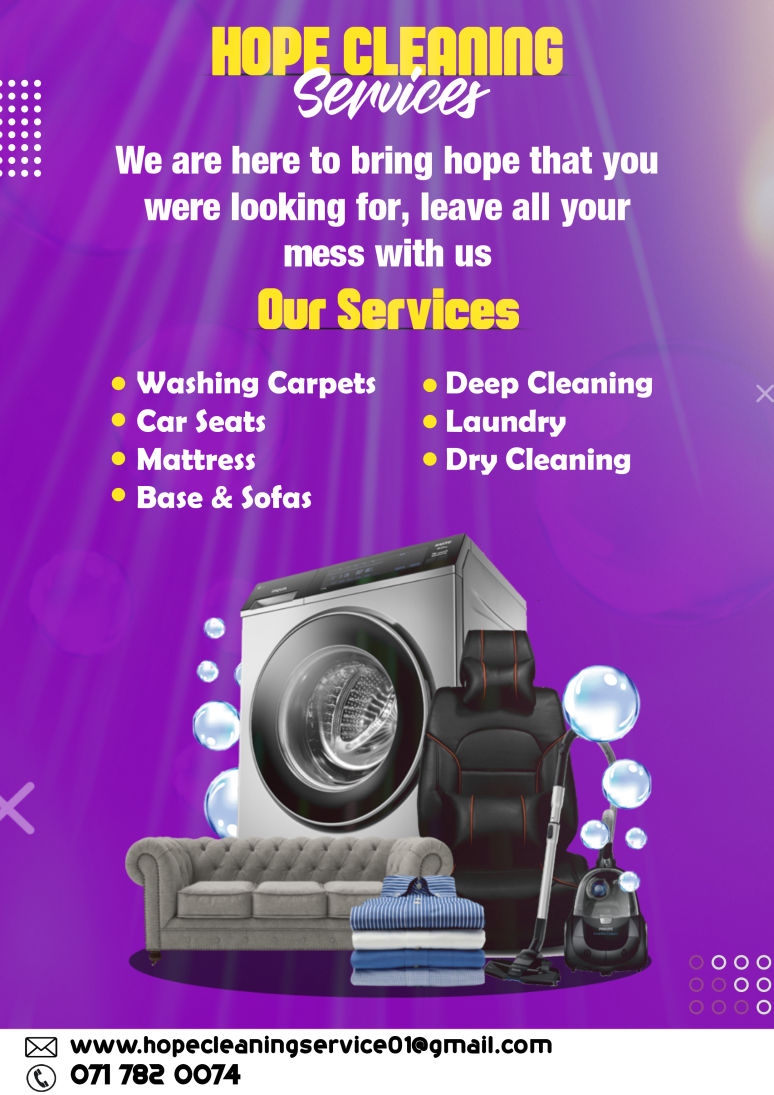 HOPE CLEANING
Services
We are here to bring hope that you
were looking for, leave all your
mess with us
Our Services
Washing Carpets
Car Seats
Mattress
Base & Sofas
Deep Cleaning
Laundry
Dry Cleaning
www.hopecleaningservice01@gmail.com
071 782 0074